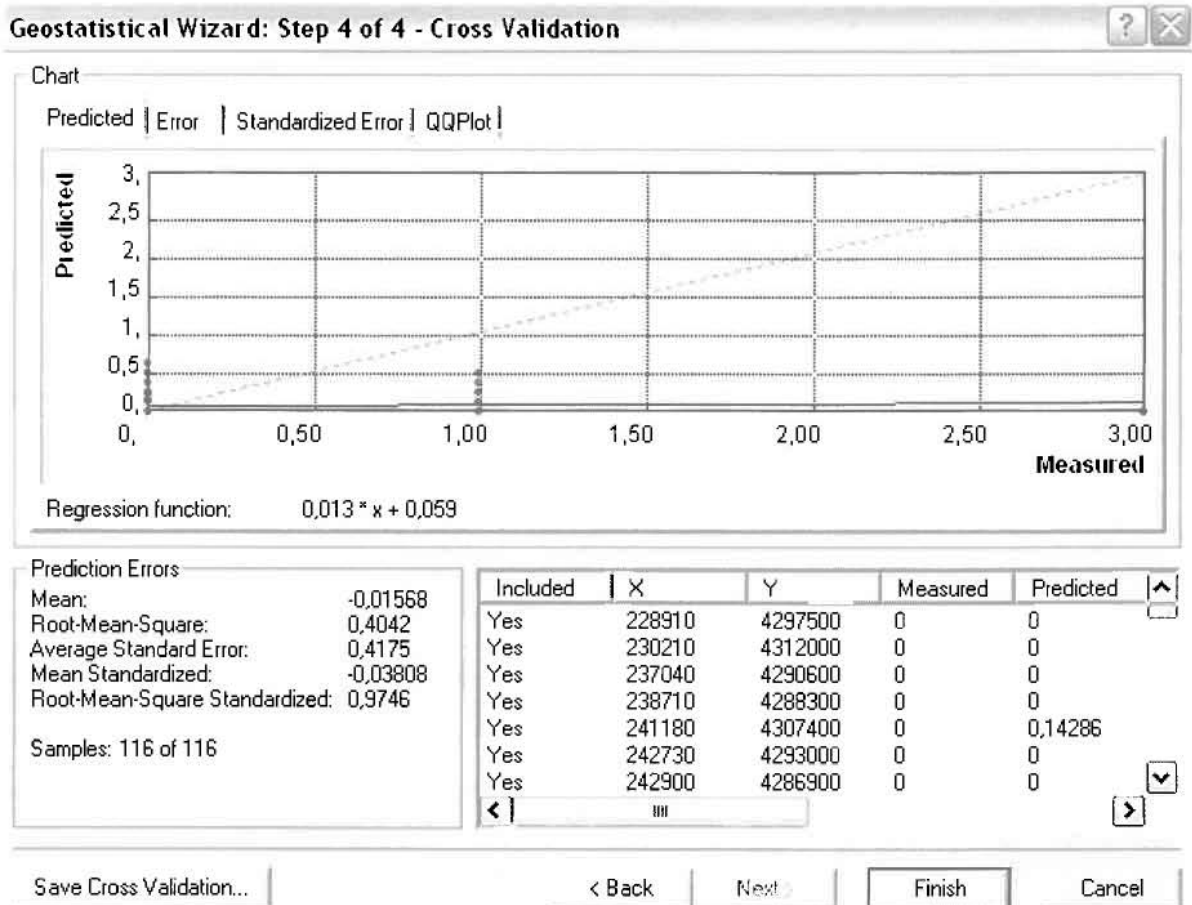 Geostatistical Wizard: Step 4 of 4 - Cross Validation
?
Chart
Predicted Error Standardized Error QQPlot
Predicted
3,
2,5
2,
1,5
1,
0,5
0,
0, 0,50 1,00 1,50 2,00 2,50 3,00
Measured
Regression function: 0,013 * x + 0,059
Prediction Errors
Mean: -0,01568
Root-Mean-Square: 0,4042
Average Standard Error: 0,4175
Mean Standardized: -0,03808
Root-Mean-Square Standardized: 0,9746
Samples: 116 of 116
Included X Y Measured Predicted
Yes 228910 4297500 0 0
Yes 230210 4312000 0 0
Yes 237040 4290600 0 0
Yes 238710 4288300 0 0
Yes 241180 4307400 0 0,14286
Yes 242730 4293000 0 0
Yes 242900 4286900 0 0
Save Cross Validation... < Back Next > Finish Cancel